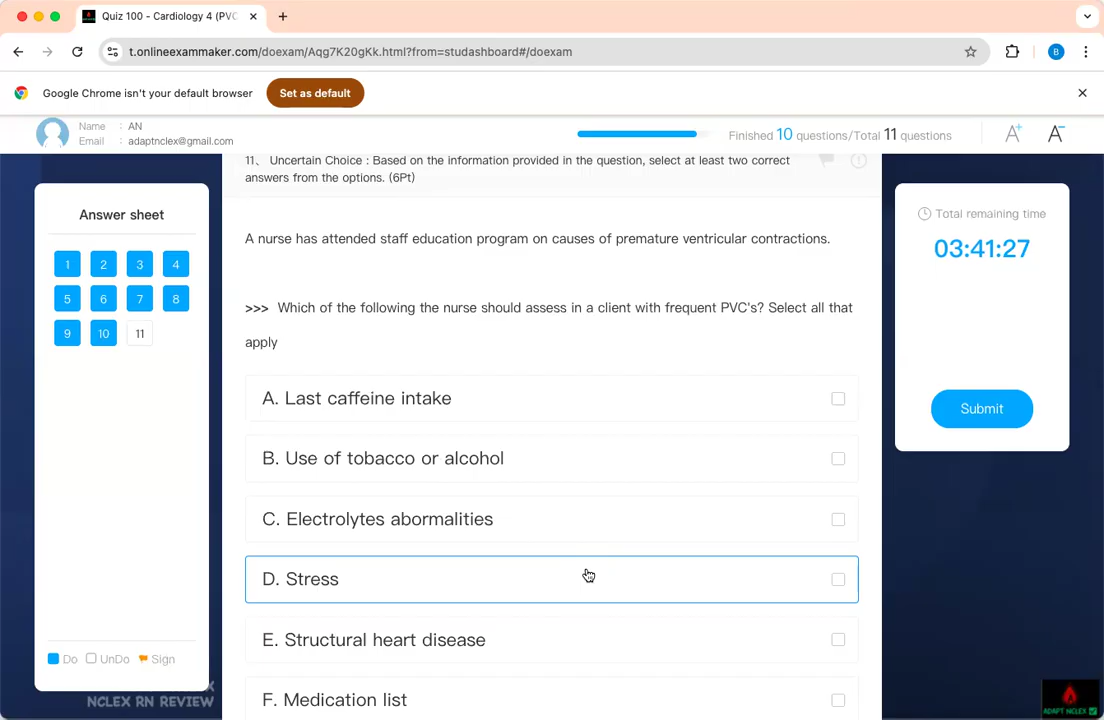 Quiz 100 - Cardiology 4 (PVC
t.onlineexammaker.com/doexam/Aqg7K20gKk.html?from=studashboard#/doexam
B
Google Chrome isn't your default browser
Set as default
Name : AN
Email : adaptnclex@gmail.com
Finished 10 questions/Total 11 questions
A+ A-
11、 Uncertain Choice : Based on the information provided in the question, select at least two correct
answers from the options. (6Pt)
Answer sheet
1 2 3 4
5 6 7 8
9 10 11
Do UnDo Sign
NCLEX RN REVIEW
A nurse has attended staff education program on causes of premature ventricular contractions.
>>> Which of the following the nurse should assess in a client with frequent PVC's? Select all that
apply
A. Last caffeine intake
B. Use of tobacco or alcohol
C. Electrolytes abormalities
D. Stress
E. Structural heart disease
F. Medication list
Total remaining time
03:41:27
Submit
ADAPT NCLEX